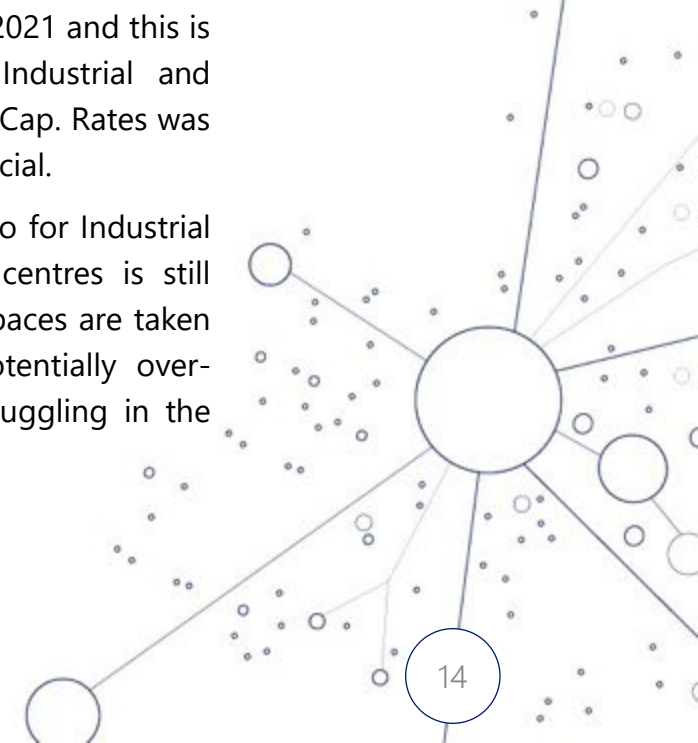 2021 and this is
Industrial and
Cap. Rates was
cial.
o for Industrial
centres is still
paces are taken
otentially over-
uggling in the
14